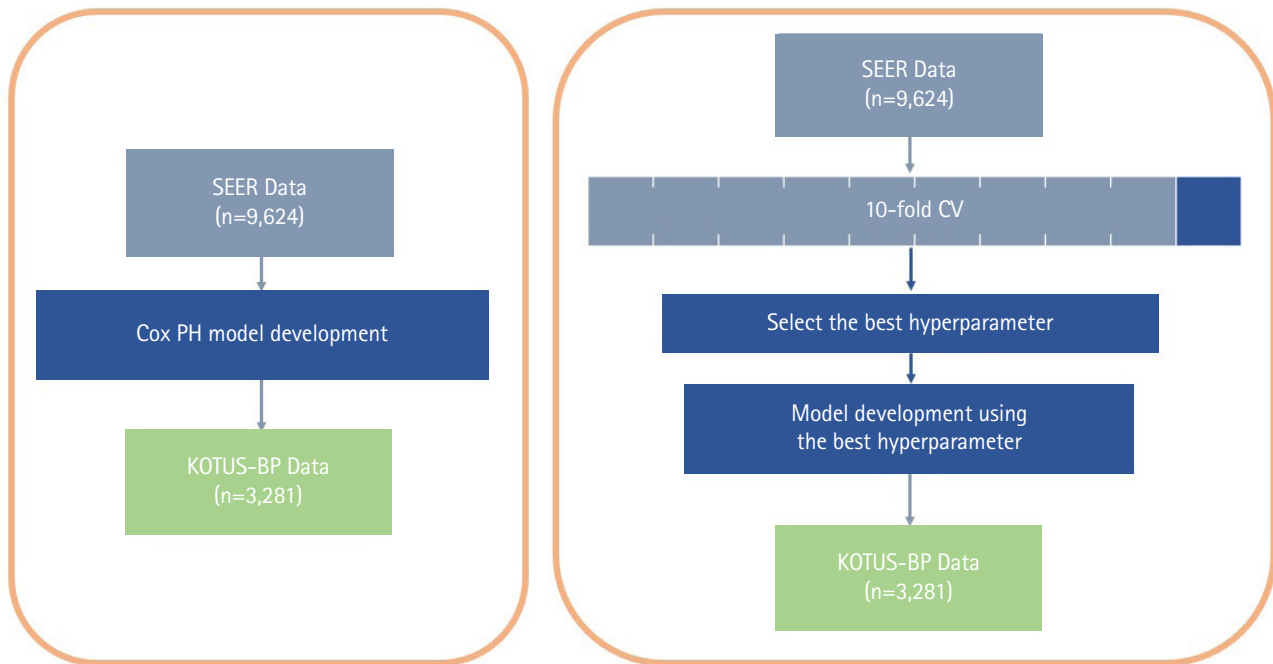 SEER Data
(n=9,624)
Cox PH model development
KOTUS-BP Data
(n=3,281)
SEER Data
(n=9,624)
10-fold CV
Select the best hyperparameter
Model development using
the best hyperparameter
KOTUS-BP Data
(n=3,281)